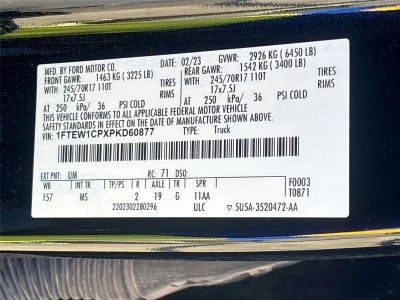 MFD. BY FORD MOTOR CO. 02/23 GVWR: 2926 KG ( 6450 LB)
FRONT GAWR: 1463 KG ( 3225 LB) REAR GAWR: 1542 KG ( 3400 LB)
WITH 245/70R17 110T TIRES WITH 245/70R17 110T TIRES
17x7.5J RIMS 17x7.5J RIMS
AT 250 kPa/ 36 PSI COLD AT 250 kPa/ 36 PSI COLD
THIS VEHICLE CONFORMS TO ALL APPLICABLE FEDERAL MOTOR VEHICLE
SAFETY STANDARDS IN EFFECT ON THE DATE OF MANUFACTURE SHOWN ABOVE.
VIN: 1FTEW1CPXPKD60877 TYPE: Truck
EXT PNT: UM RC: 71 DSO:
WB INT TR TP/PS R AXLE TR SPR F0003
157 MS 2 19 G 11AA T0871
2202302280296 ULC 5U5A-3520472-AA